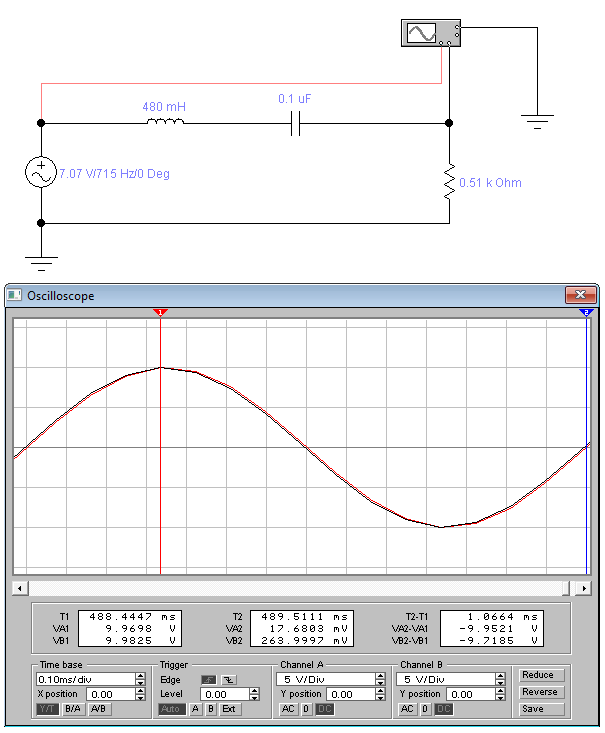 480 mH
0.1 uF
7.07 V/715 Hz/0 Deg
0.51 k Ohm
Oscilloscope
1
2
T1 488.4447 ms T2 489.5111 ms T2-T1 1.0664 ms
VA1 9.9698 V VA2 17.6803 mV VA2-VA1 -9.9521 V
VB1 9.9825 V VB2 263.9997 mV VB2-VB1 -9.7185 V
Time base Trigger Channel A Channel B
0.10ms/div Edge 5 V/Div 5 V/Div Reduce
X position 0.00 Level 0.00 Y position 0.00 Y position 0.00 Reverse
Y/T B/A A/B Auto A B Ext AC 0 DC AC 0 DC Save